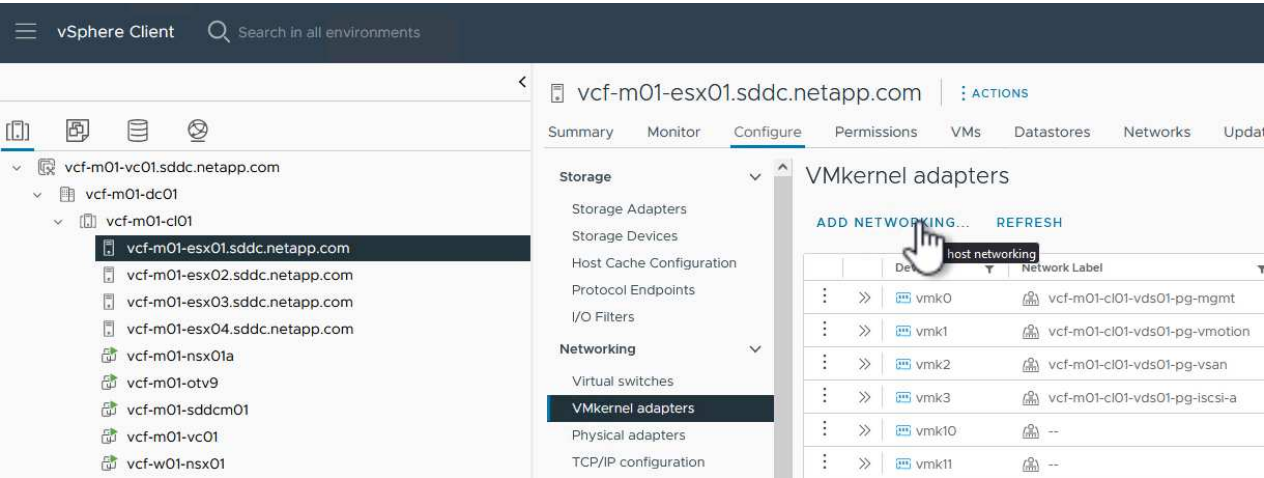 vSphere Client
Search in all environments
vcf-m01-esx01.sddc.netapp.com
ACTIONS
Summary Monitor Configure Permissions VMs Datastores Networks Updat
vcf-m01-vc01.sddc.netapp.com
vcf-m01-dc01
vcf-m01-cl01
vcf-m01-esx01.sddc.netapp.com
vcf-m01-esx02.sddc.netapp.com
vcf-m01-esx03.sddc.netapp.com
vcf-m01-esx04.sddc.netapp.com
vcf-m01-nsx01a
vcf-m01-otv9
vcf-m01-sddcm01
vcf-m01-vc01
vcf-w01-nsx01
Storage
Storage Adapters
Storage Devices
Host Cache Configuration
Protocol Endpoints
I/O Filters
Networking
Virtual switches
VMkernel adapters
Physical adapters
TCP/IP configuration
VMkernel adapters
ADD NETWORKING... REFRESH
host networking
Network Label
vmk0 vcf-m01-cl01-vds01-pg-mgmt
vmk1 vcf-m01-cl01-vds01-pg-vmotion
vmk2 vcf-m01-cl01-vds01-pg-vsan
vmk3 vcf-m01-cl01-vds01-pg-iscsi-a
vmk10 --
vmk11 --